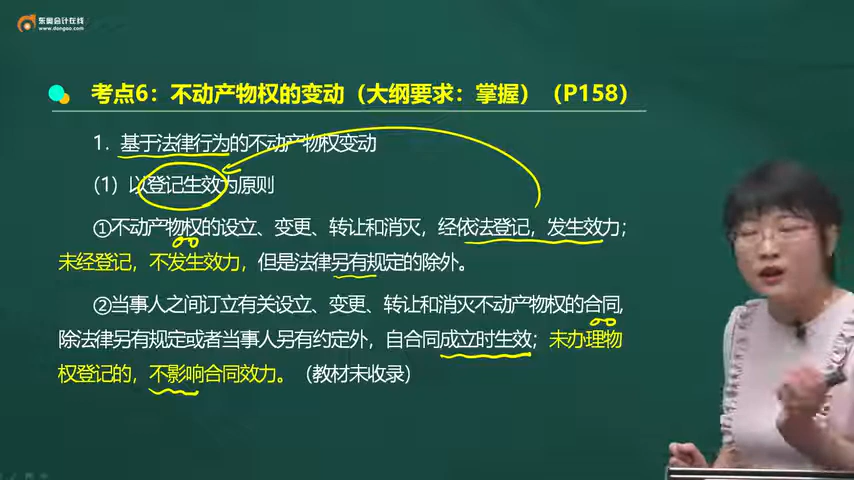 东奥会计在线
www.dongao.com
考点6：不动产物权的变动（大纲要求：掌握）（P158）
1. 基于法律行为的不动产物权变动
（1）以登记生效为原则
①不动产物权的设立、变更、转让和消灭，经依法登记，发生效力；
未经登记，不发生效力，但是法律另有规定的除外。
②当事人之间订立有关设立、变更、转让和消灭不动产物权的合同，
除法律另有规定或者当事人另有约定外，自合同成立时生效；未办理物
权登记的，不影响合同效力。（教材未收录）